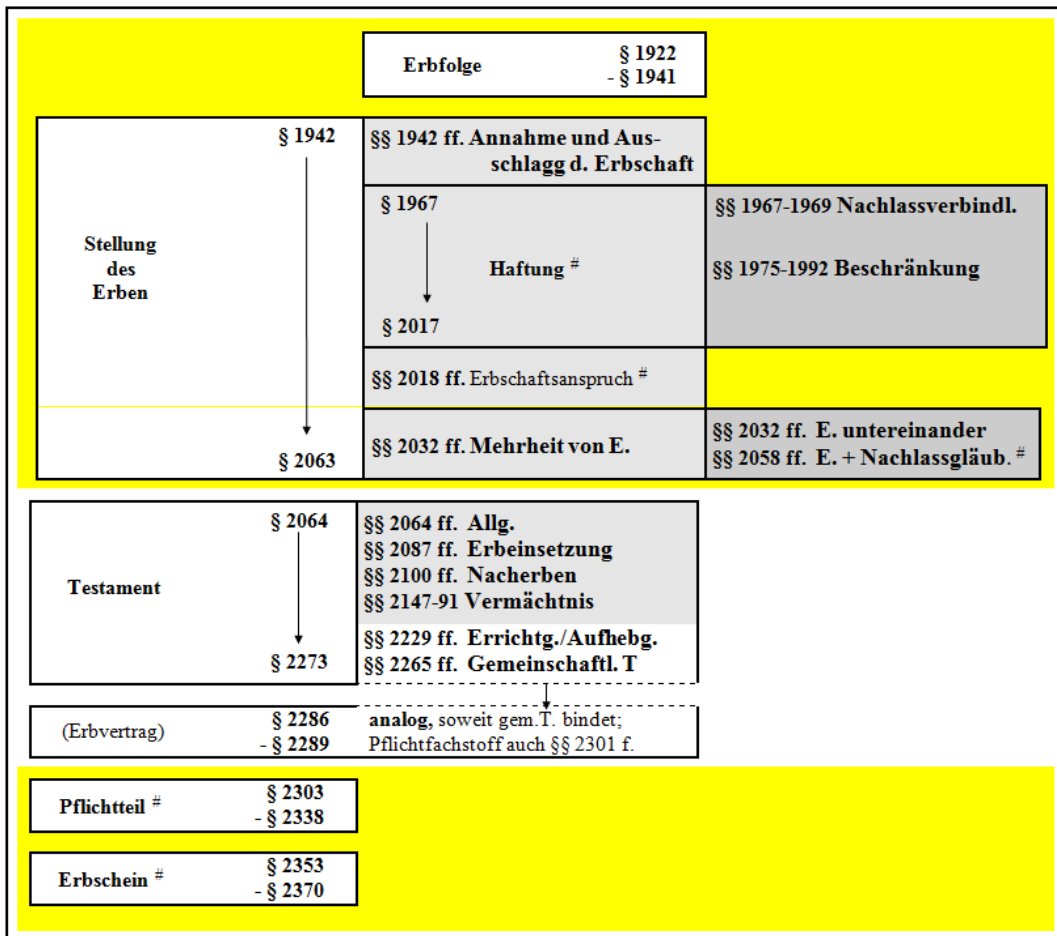 Erbfolge § 1922
- § 1941
§ 1942
Stellung
des
Erben
§ 2063
§§ 1942 ff. Annahme und Aus-
schlagg d. Erbschaft
§ 1967
Haftung #
§ 2017
§§ 1967-1969 Nachlassverbindl.
§§ 1975-1992 Beschränkung
§§ 2018 ff. Erbschaftsanspruch #
§§ 2032 ff. Mehrheit von E.
§§ 2032 ff. E. untereinander
§§ 2058 ff. E. + Nachlassgläub. #
§ 2064
Testament
§ 2273
§§ 2064 ff. Allg.
§§ 2087 ff. Erbeinsetzung
§§ 2100 ff. Nacherben
§§ 2147-91 Vermächtnis
§§ 2229 ff. Errichtg./Aufhebg.
§§ 2265 ff. Gemeinschaftl. T
(Erbvertrag) § 2286
- § 2289
analog, soweit gem.T. bindet;
Pflichtfachstoff auch §§ 2301 f.
Pflichtteil # § 2303
- § 2338
Erbschein # § 2353
- § 2370